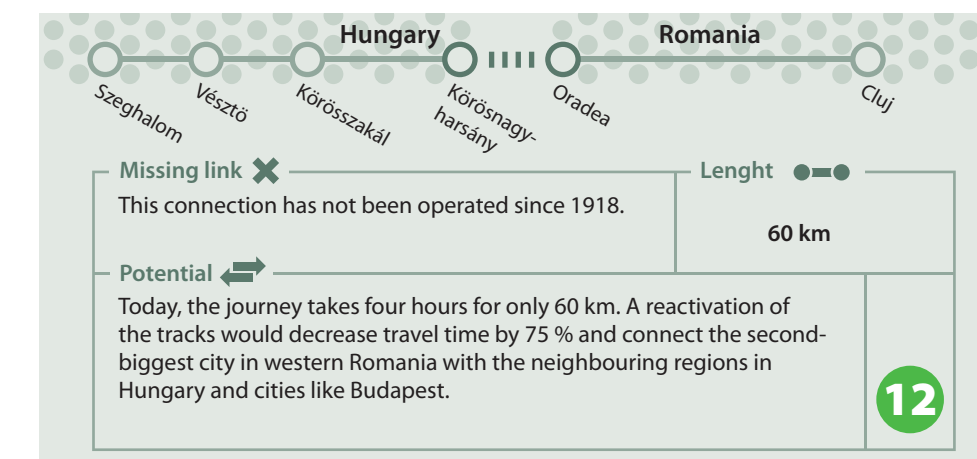 Hungary
Romania
Szeghalom
Vésztö
Körösszakál
Körösnagy-
harsány
Oradea
Cluj
Missing link
Lenght
This connection has not been operated since 1918.
60 km
Potential
Today, the journey takes four hours for only 60 km. A reactivation of
the tracks would decrease travel time by 75 % and connect the second-
biggest city in western Romania with the neighbouring regions in
Hungary and cities like Budapest.
12